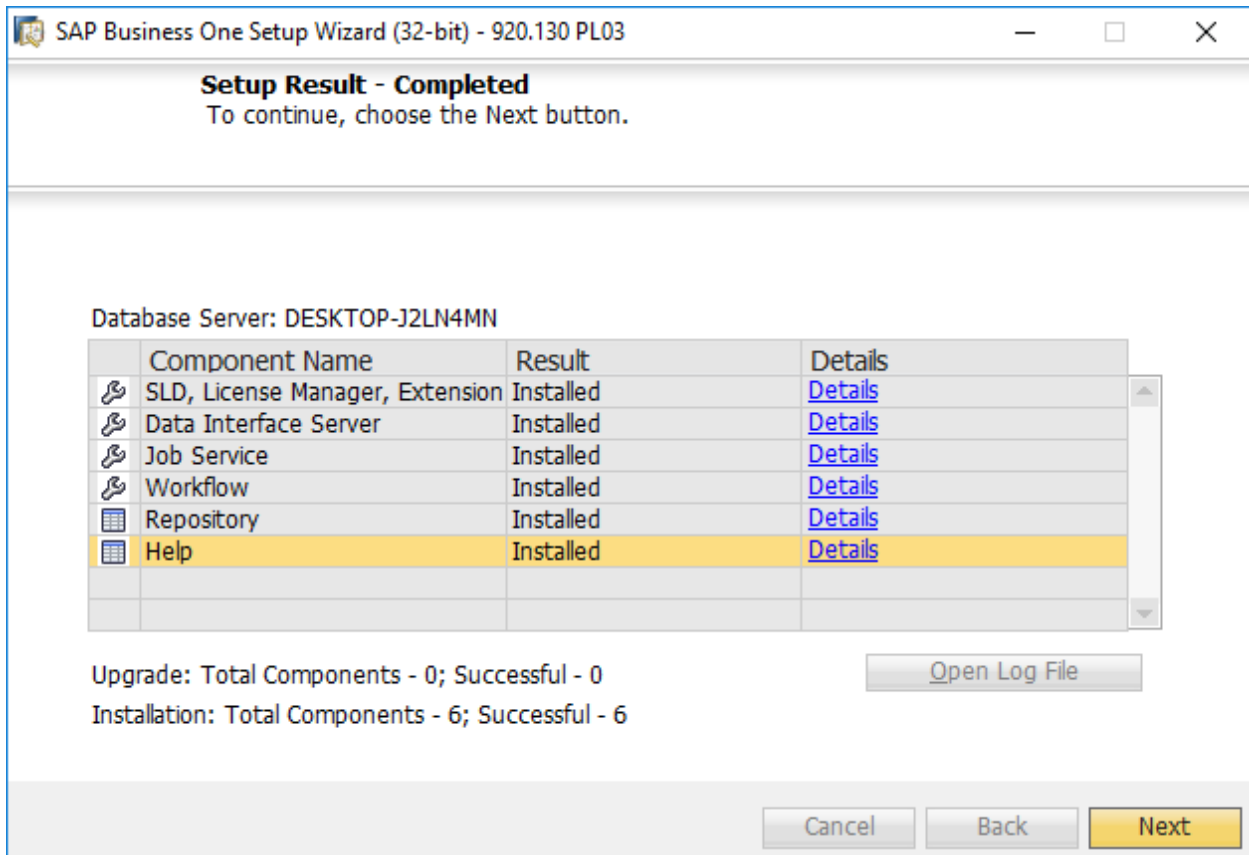 SAP Business One Setup Wizard (32-bit) - 920.130 PL03
Setup Result - Completed
To continue, choose the Next button.
Database Server: DESKTOP-J2LN4MN
Component Name Result Details
SLD, License Manager, Extension Installed Details
Data Interface Server Installed Details
Job Service Installed Details
Workflow Installed Details
Repository Installed Details
Help Installed Details
Upgrade: Total Components - 0; Successful - 0
Open Log File
Installation: Total Components - 6; Successful - 6
Cancel Back Next